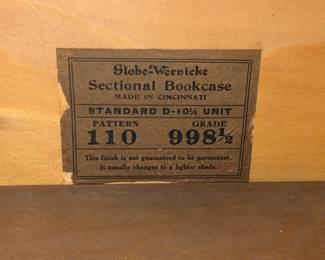 Globe-Wernicke
Sectional Bookcase
MADE IN CINCINNATI
STANDARD D-10¼ UNIT
PATTERN GRADE
110 998½
This finish is not guaranteed to be permanent.
It usually changes to a lighter shade.